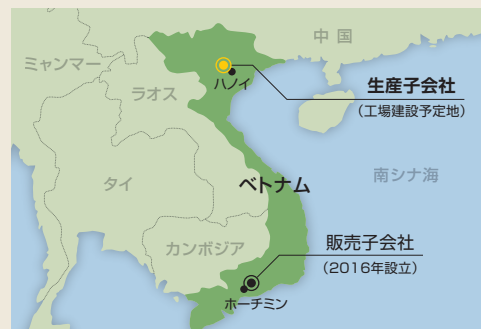 中国
ミャンマー
ハノイ
生産子会社
（工場建設予定地）
ラオス
タイ
ベトナム
南シナ海
カンボジア
販売子会社
（2016年設立）
ホーチミン